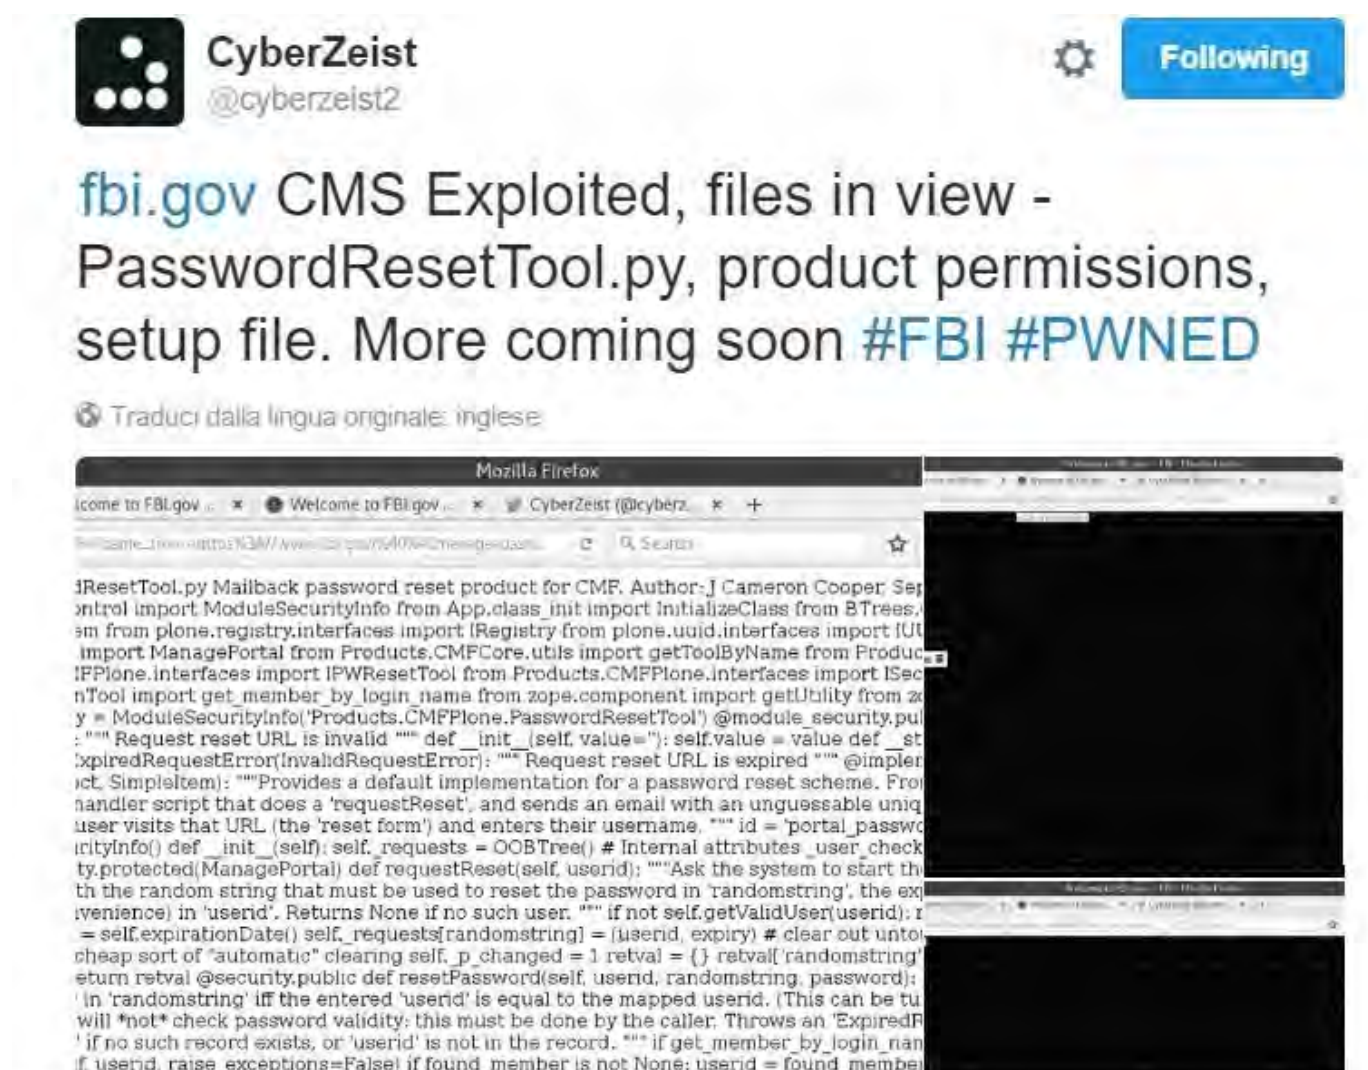 CyberZeist
@cyberzeist2
Following
fbi.gov CMS Exploited, files in view -
PasswordResetTool.py, product permissions,
setup file. More coming soon #FBI #PWNED
Traduci dalla lingua originale: inglese
Mozilla Firefox
come to FBI.gov ... × Welcome to FBI gov ... × CyberZeist (@cyberz... × +
Search
dResetTool.py Mailback password reset product for CMF. Author: J Cameron Cooper, Sep
ontrol import ModuleSecurityInfo from App.class_init import InitializeClass from BTrees.
em from plone.registry.interfaces import IRegistry from plone.uuid.interfaces import IUU
import ManagePortal from Products.CMFCore.utils import getToolByName from Produc
MFPlone.interfaces import IPWResetTool from Products.CMFPlone.interfaces import ISec
nTool import get_member_by_login_name from zope.component import getUtility from zo
y = ModuleSecurityInfo('Products.CMFPlone.PasswordResetTool') @module_security.pul
: """ Request reset URL is invalid """ def __init__(self, value=''): self.value = value def __st
ExpiredRequestError(InvalidRequestError): """ Request reset URL is expired """ @impler
ct, SimpleItem): """Provides a default implementation for a password reset scheme. Fro
handler script that does a 'requestReset', and sends an email with an unguessable uniq
user visits that URL (the 'reset form') and enters their username. """ id = 'portal_passwo
urityInfo() def __init__(self): self._requests = OOBTree() # Internal attributes _user_check
ty.protected(ManagePortal) def requestReset(self, userid): """Ask the system to start th
th the random string that must be used to reset the password in 'randomstring', the exp
venience) in 'userid'. Returns None if no such user. """ if not self.getValidUser(userid): r
= self.expirationDate() self._requests[randomstring] = (userid, expiry) # clear out untou
cheap sort of "automatic" clearing self._p_changed = 1 retval = {} retval['randomstring'
eturn retval @security.public def resetPassword(self, userid, randomstring, password):
' in 'randomstring' iff the entered 'userid' is equal to the mapped userid. (This can be tu
will *not* check password validity: this must be done by the caller. Throws an 'ExpiredR
' if no such record exists, or 'userid' is not in the record. """ if get_member_by_login_nan
f, userid, raise_exceptions=False) if found_member is not None: userid = found_member